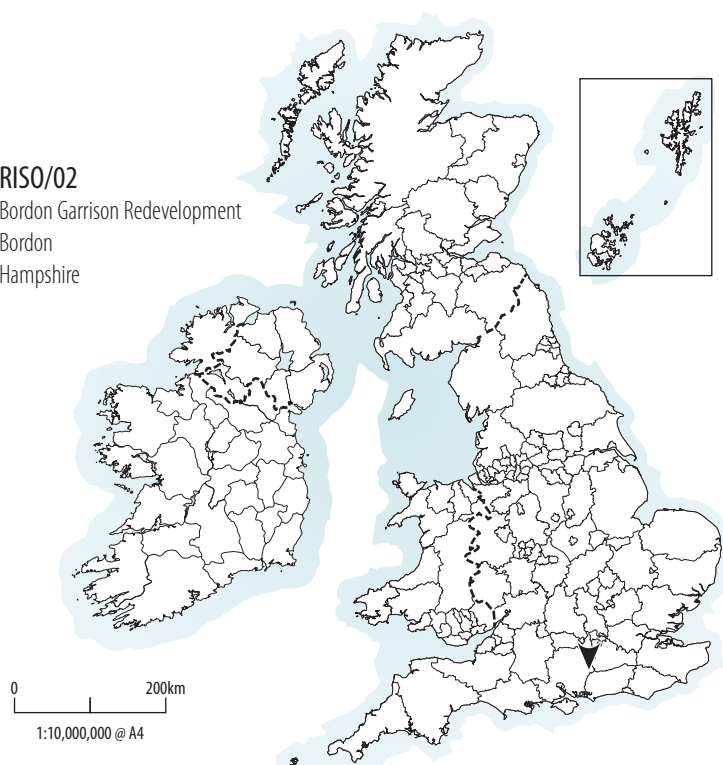 RISO/02
Bordon Garrison Redevelopment
Bordon
Hampshire
0 200km
1:10,000,000 @ A4